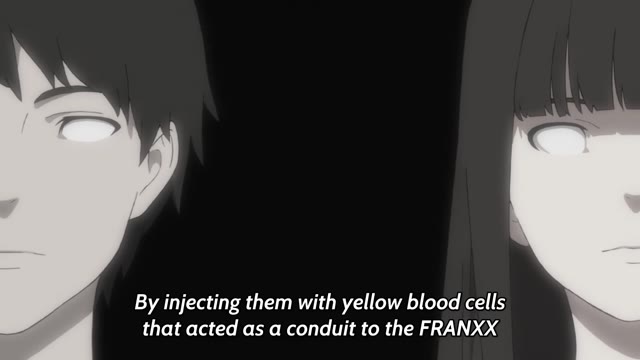 By injecting them with yellow blood cells
that acted as a conduit to the FRANXX